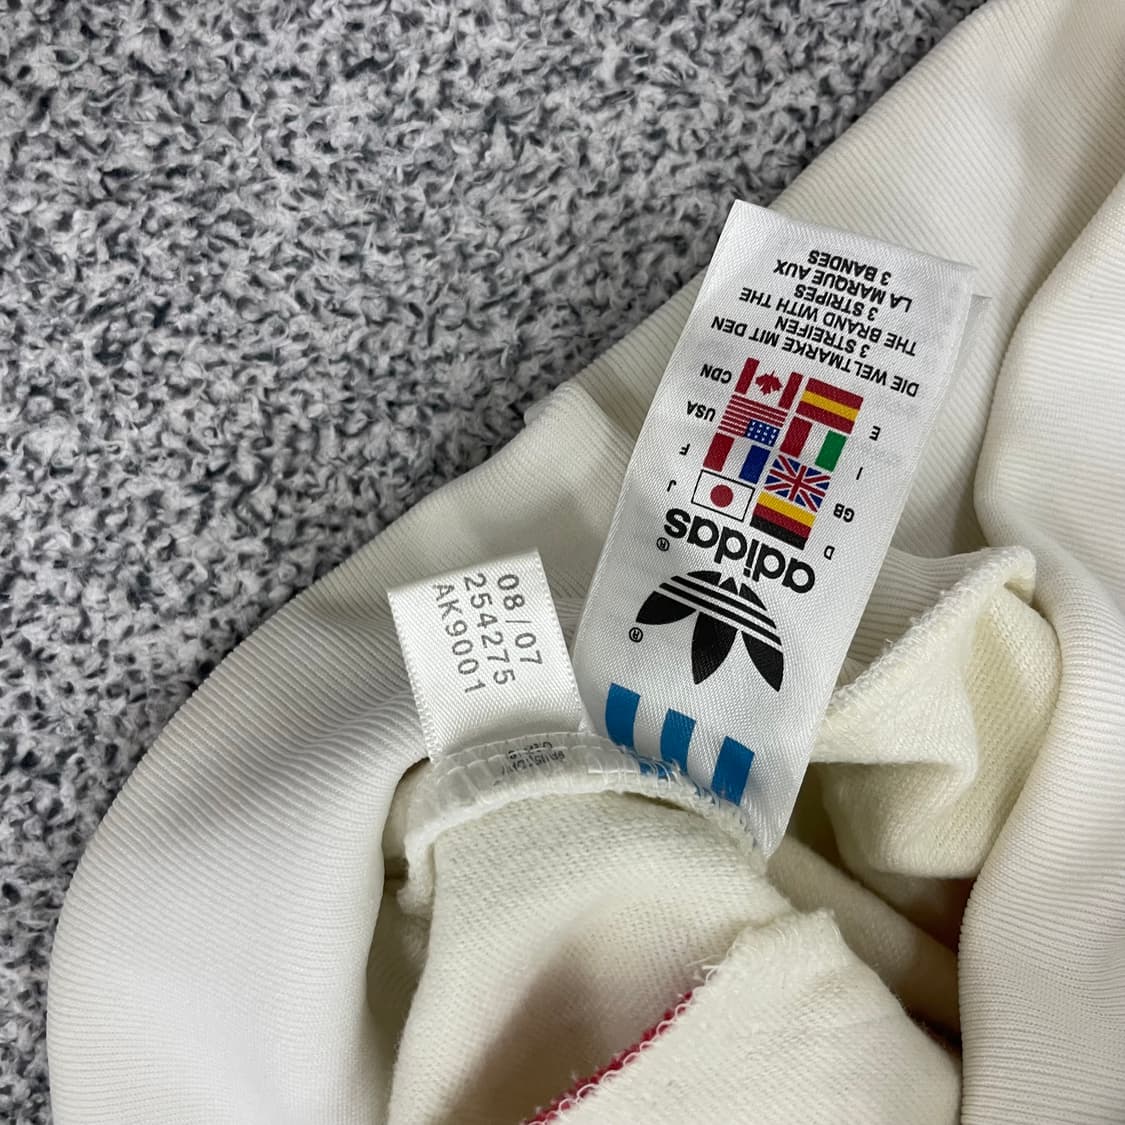 adidas®
®
D
J
GB
F
I
USA
E
CDN
DIE WELTMARKE MIT DEN
3 STREIFEN
THE BRAND WITH THE
3 STRIPES
LA MARQUE AUX
3 BANDES
08/07
254275
AK9001